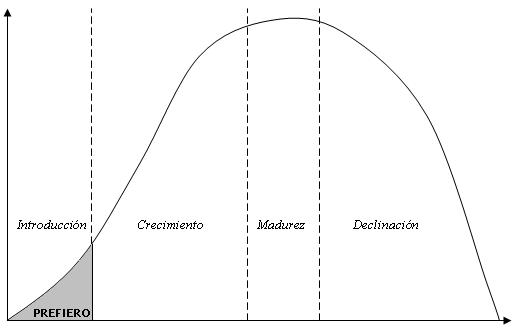 Introducción
Crecimiento
Madurez
Declinación
PREFIERO